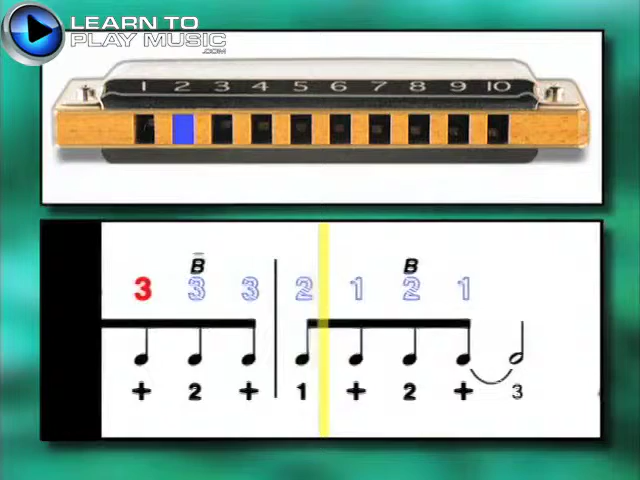 LEARN TO
PLAY MUSIC
.COM
1 2 3 4 5 6 7 8 9 10
B B
3 3 3 2 1 2 1
+ 2 + 1 + 2 + 3